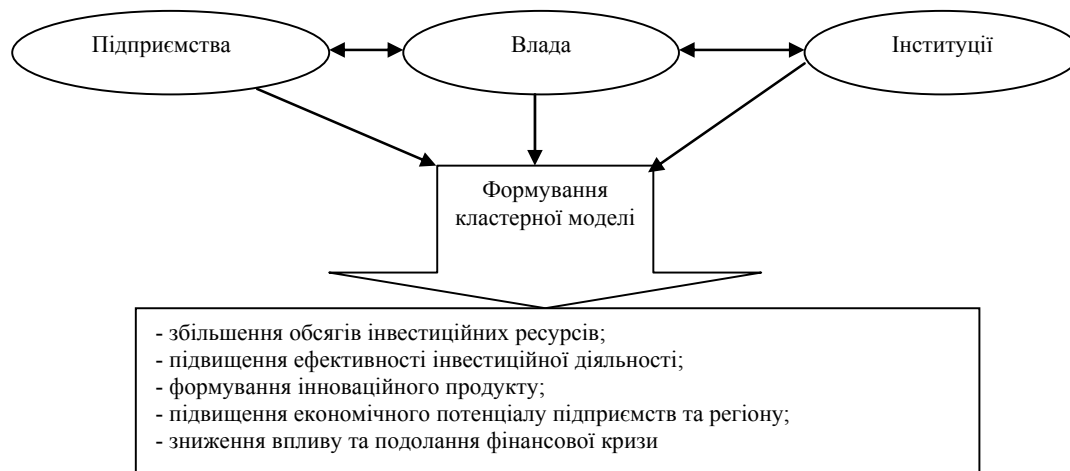 Підприємства
Влада
Інституції
Формування
кластерної моделі
- збільшення обсягів інвестиційних ресурсів;
- підвищення ефективності інвестиційної діяльності;
- формування інноваційного продукту;
- підвищення економічного потенціалу підприємств та регіону;
- зниження впливу та подолання фінансової кризи